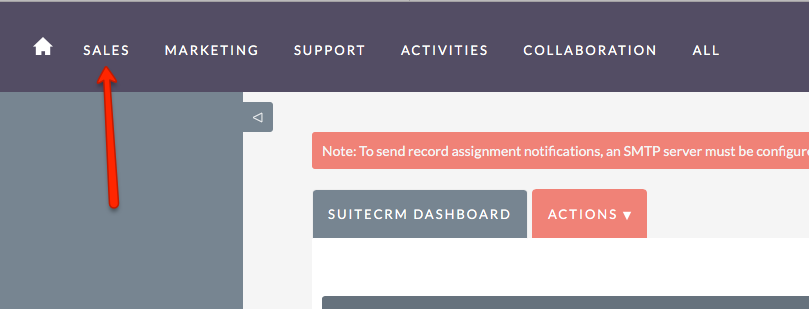 SALES MARKETING SUPPORT ACTIVITIES COLLABORATION ALL
Note: To send record assignment notifications, an SMTP server must be configure
SUITECRM DASHBOARD ACTIONS ▼